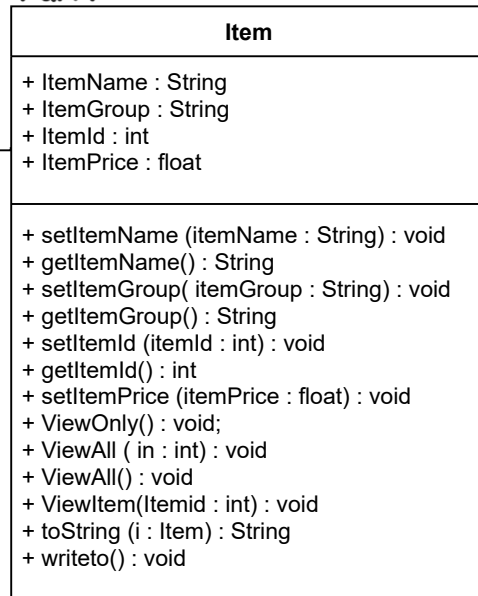 Item
+ ItemName : String
+ ItemGroup : String
+ ItemId : int
+ ItemPrice : float
+ setItemName (itemName : String) : void
+ getItemName() : String
+ setItemGroup( itemGroup : String) : void
+ getItemGroup() : String
+ setItemId (itemId : int) : void
+ getItemId() : int
+ setItemPrice (itemPrice : float) : void
+ ViewOnly() : void;
+ ViewAll ( in : int) : void
+ ViewAll() : void
+ ViewItem(Itemid : int) : void
+ toString (i : Item) : String
+ writeto() : void